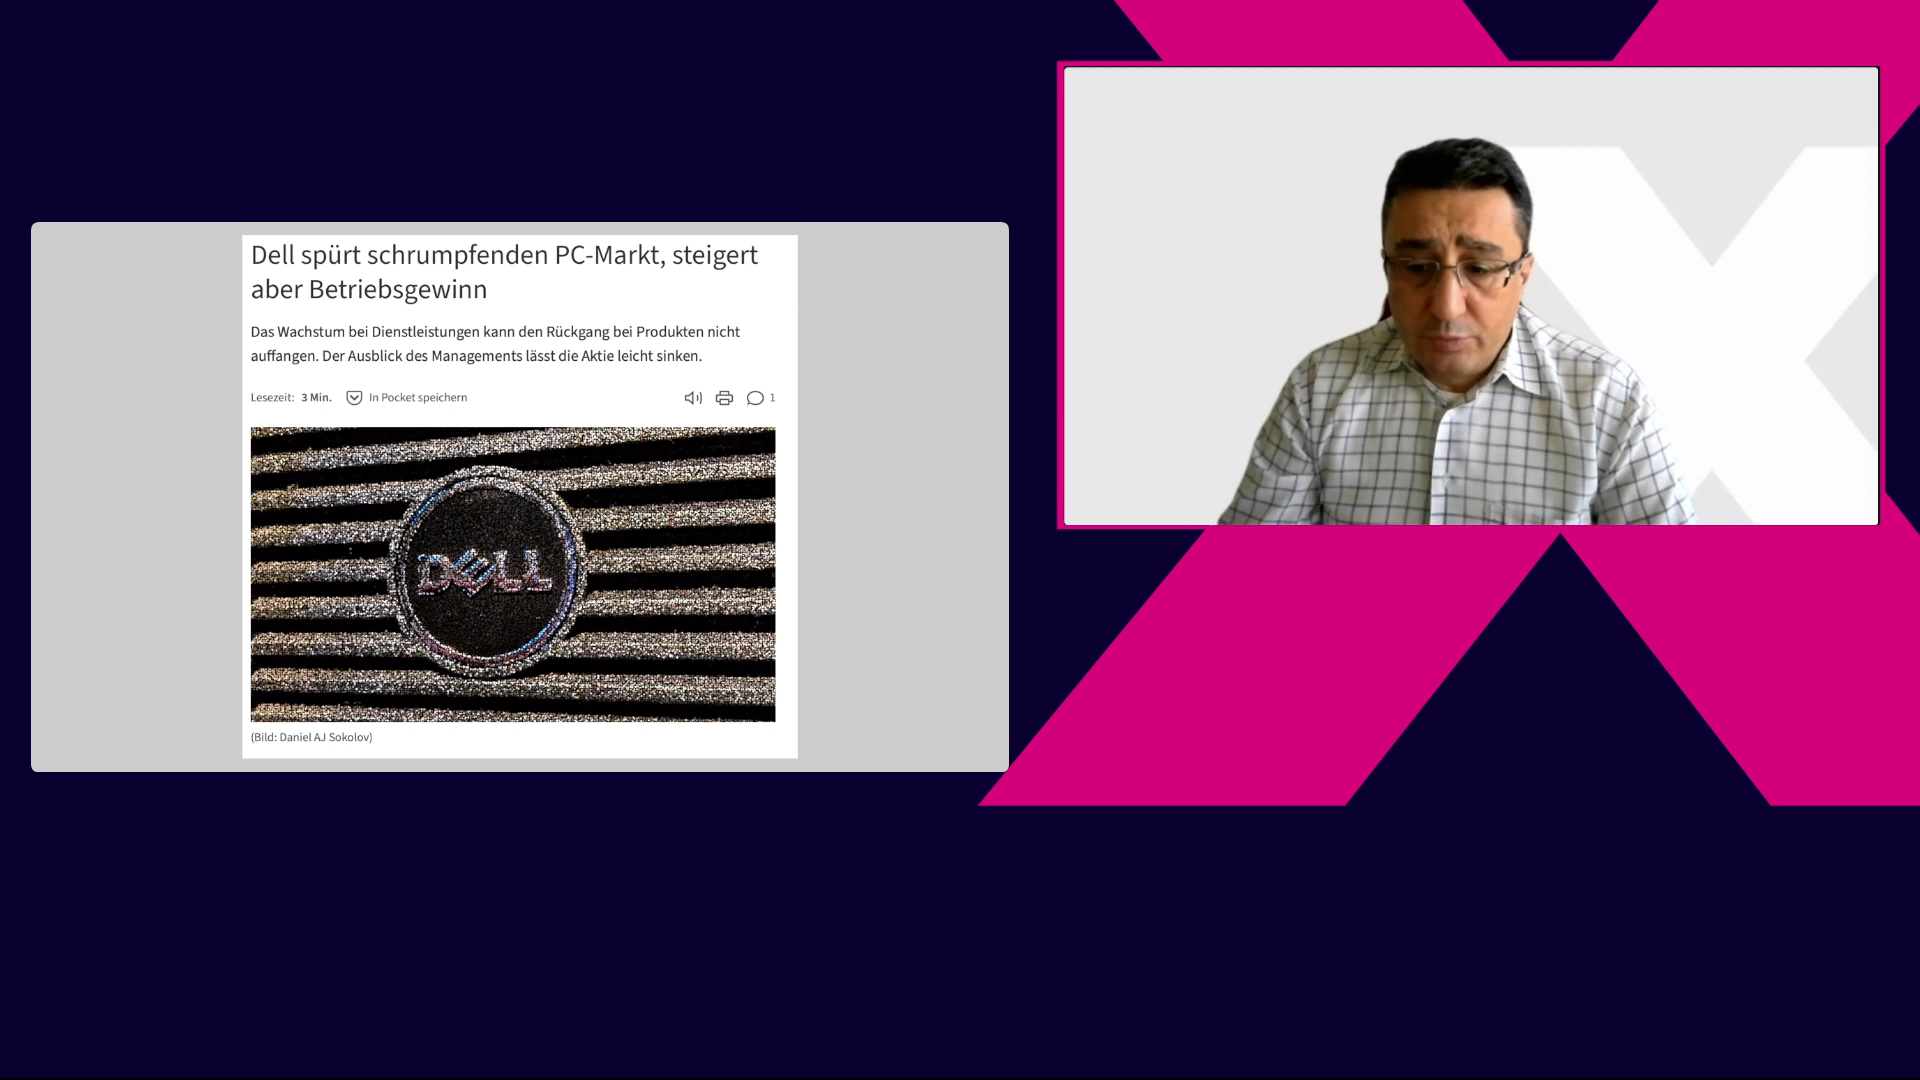 Dell spürt schrumpfenden PC-Markt, steigert
aber Betriebsgewinn
Das Wachstum bei Dienstleistungen kann den Rückgang bei Produkten nicht
auffangen. Der Ausblick des Managements lässt die Aktie leicht sinken.
Lesezeit: 3 Min. In Pocket speichern 1
DELL
(Bild: Daniel AJ Sokolov)